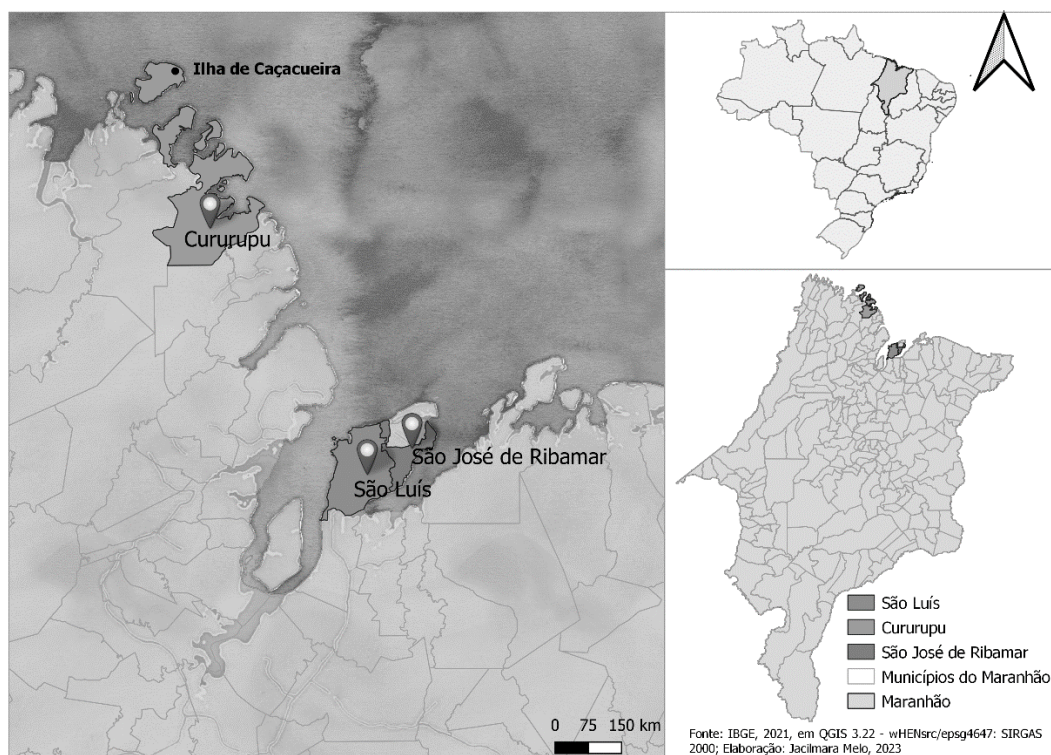 Ilha de Caçacueira
Cururupu
São José de Ribamar
São Luís
0 75 150 km
São Luís
Cururupu
São José de Ribamar
Municípios do Maranhão
Maranhão
Fonte: IBGE, 2021, em QGIS 3.22 - wHENsrc/epsg4647: SIRGAS
2000; Elaboração: Jacilmara Melo, 2023